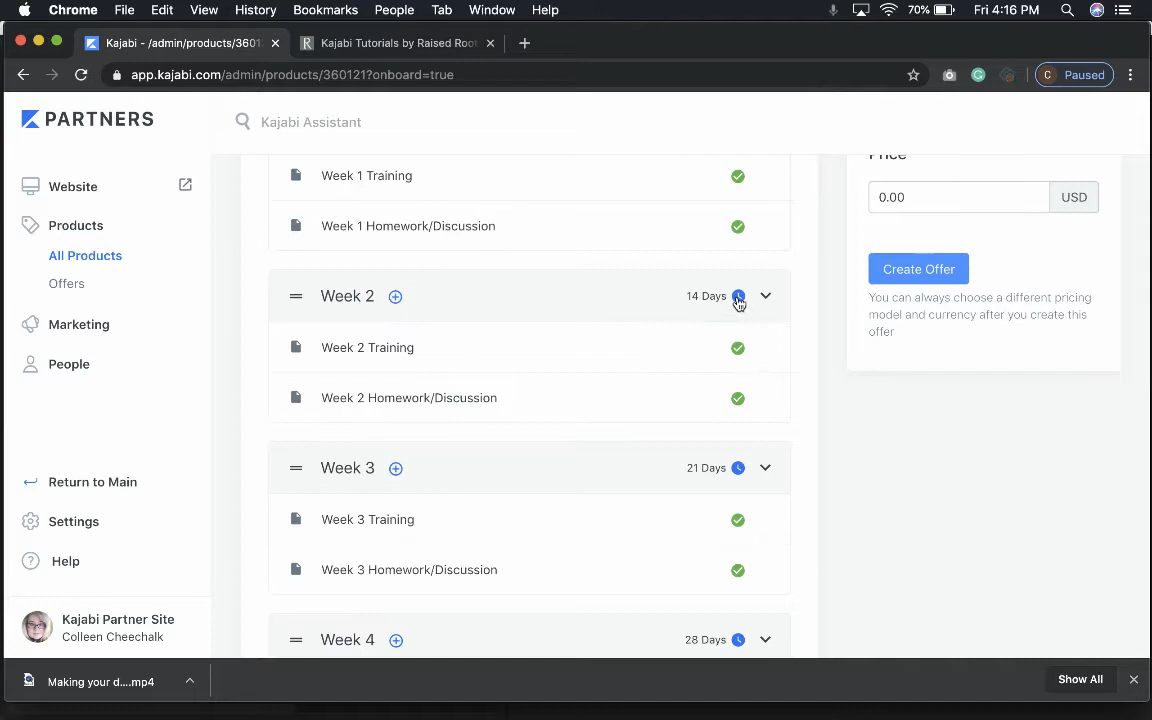 Chrome File Edit View History Bookmarks People Tab Window Help 70% Fri 4:16 PM
Kajabi - /admin/products/3601 Kajabi Tutorials by Raised Root
app.kajabi.com/admin/products/360121?onboard=true C Paused
PARTNERS
Kajabi Assistant
Website
Products
All Products
Offers
Marketing
People
Return to Main
Settings
Help
Kajabi Partner Site
Colleen Cheechalk
Week 1 Training
Week 1 Homework/Discussion
Week 2 14 Days
Week 2 Training
Week 2 Homework/Discussion
Week 3 21 Days
Week 3 Training
Week 3 Homework/Discussion
Week 4 28 Days
Price
0.00 USD
Create Offer
You can always choose a different pricing
model and currency after you create this
offer
Making your d....mp4
Show All